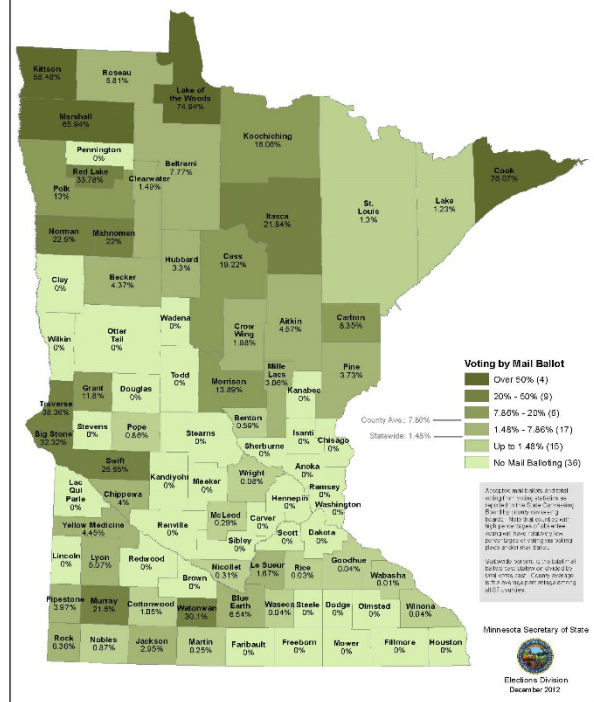 Kittson
Roseau
5.81%
Lake of
the Woods
74.94%
Marshall
65.94%
Koochiching
16.06%
Pennington
0%
Beltrami
7.77%
Red Lake
33.78%
Clearwater
1.49%
Polk
13%
Cook
78.07%
St.
Louis
1.3%
Lake
1.23%
Itasca
21.84%
Norman
22.5%
Mahnomen
22%
Hubbard
3.3%
Cass
19.22%
Becker
4.37%
Clay
0%
Wadena
0%
Aitkin
4.57%
Carlton
8.35%
Otter
Tail
0%
Crow
Wing
1.88%
Wilkin
0%
Todd
0%
Mille
Lacs
3.06%
Pine
3.73%
Kanabec
0%
Morrison
13.89%
Grant
11.8%
Douglas
0%
Traverse
38.36%
Benton
0.59%
Big Stone
32.32%
Stevens
0%
Pope
0.86%
Stearns
0%
Isanti
0%
Chisago
0%
Sherburne
0%
Swift
25.65%
Anoka
0%
Kandiyohi
0%
Meeker
0%
Wright
0.08%
Ramsey
0%
Lac
Qui
Parle
0%
Chippewa
4%
Hennepin
0%
Washington
0%
McLeod
0.29%
Carver
0%
Yellow Medicine
4.45%
Renville
0%
Scott
0%
Dakota
0%
Sibley
0%
Lincoln
0%
Lyon
5.07%
Redwood
0%
Nicollet
0.31%
Le Sueur
1.67%
Rice
0.03%
Goodhue
0.04%
Wabasha
0.01%
Brown
0%
Pipestone
3.97%
Murray
21.6%
Cottonwood
1.05%
Watonwan
30.1%
Blue
Earth
6.54%
Waseca
0.04%
Steele
0%
Dodge
0%
Olmsted
0%
Winona
0.04%
Rock
6.36%
Nobles
0.87%
Jackson
2.95%
Martin
0.25%
Faribault
0%
Freeborn
0%
Mower
0%
Fillmore
0%
Houston
0%
Voting by Mail Ballot
Over 50% (4)
20% - 50% (9)
7.86% - 20% (6)
1.48% - 7.86% (17)
Up to 1.48% (15)
No Mail Balloting (36)
County Ave.: 7.86%
Statewide: 1.48%
Minnesota Secretary of State
Elections Division
December 2012